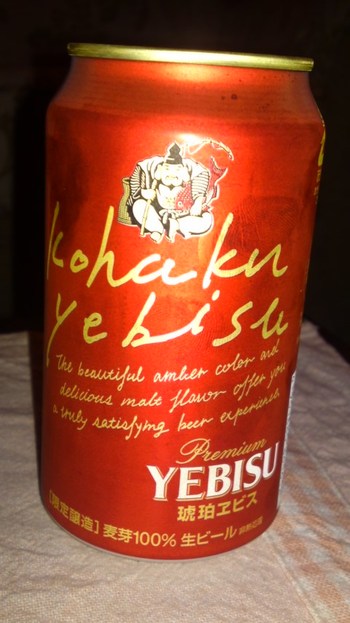 Kohaku
Yebisu
The beautiful amber color and
delicious malt flavor offer you
a truly satisfying beer experience
Premium
YEBISU
琥珀ヱビス
[限定醸造] 麦芽100% 生ビール